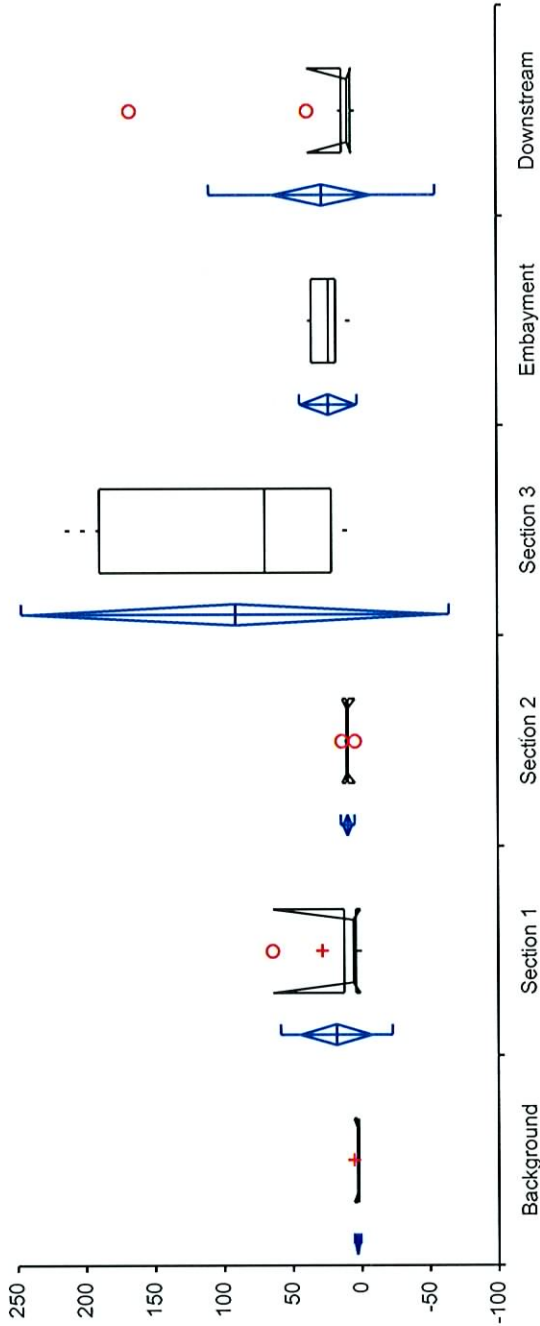 250
200
150
100
50
0
-50
-100
Background
Section 1
Section 2
Section 3
Embayment
Downstream